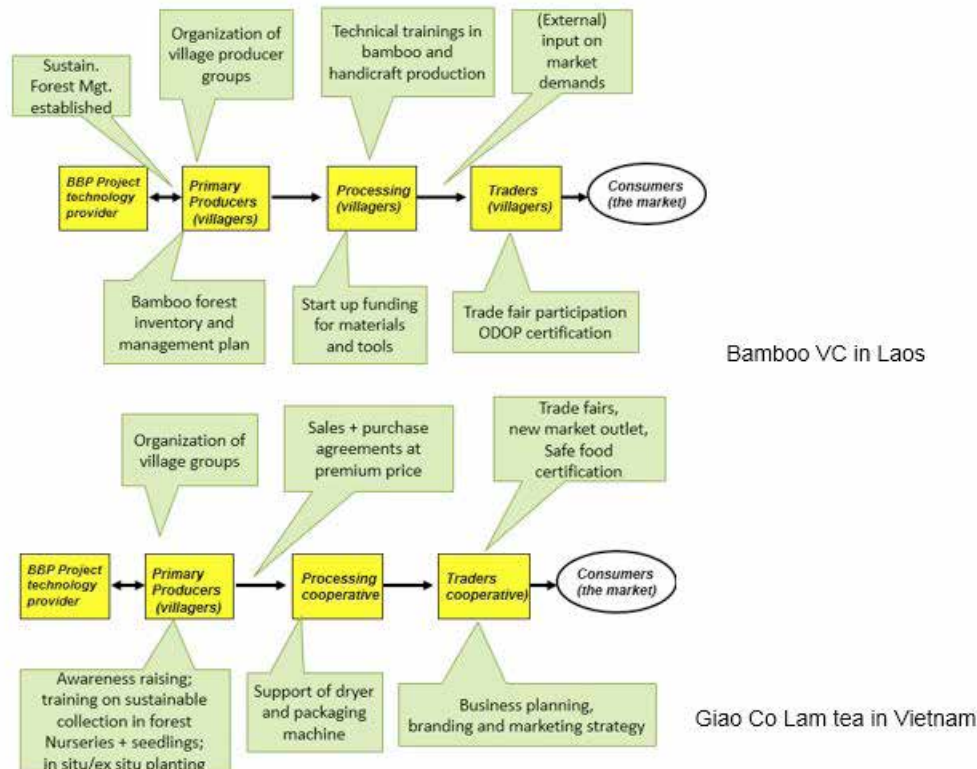 Sustain.
Forest Mgt.
established
Organization of
village producer
groups
Technical trainings in
bamboo and
handicraft production
(External)
input on
market
demands
BBP Project
technology
provider
Primary
Producers
(villagers)
Processing
(villagers)
Traders
(villagers)
Consumers
(the market)
Bamboo forest
inventory and
management plan
Start up funding
for materials
and tools
Trade fair participation
ODOP certification
Bamboo VC in Laos
Organization of
village groups
Sales + purchase
agreements at
premium price
Trade fairs,
new market outlet,
Safe food
certification
BBP Project
technology
provider
Primary
Producers
(villagers)
Processing
cooperative
Traders
cooperative)
Consumers
(the market)
Awareness raising;
training on sustainable
collection in forest
Nurseries + seedlings;
in situ/ex situ planting
Support of dryer
and packaging
machine
Business planning,
branding and marketing strategy
Giao Co Lam tea in Vietnam